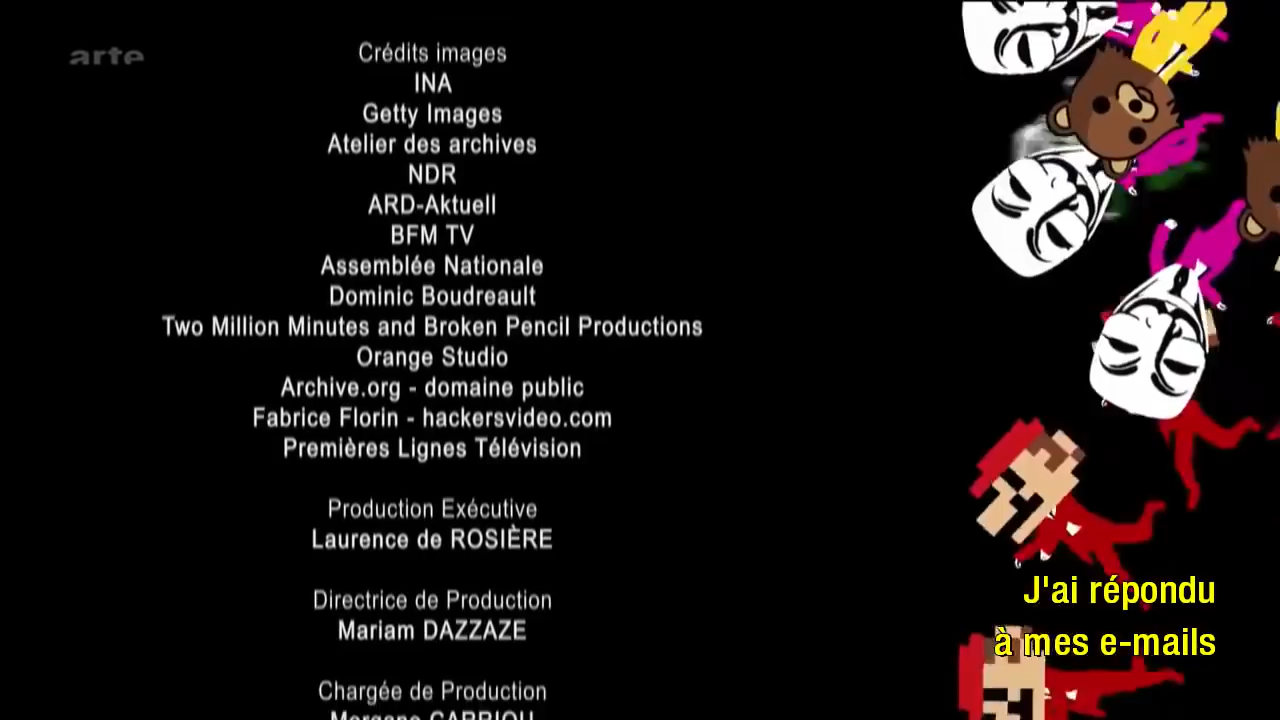 arte
Crédits images
INA
Getty Images
Atelier des archives
NDR
ARD-Aktuell
BFM TV
Assemblée Nationale
Dominic Boudreault
Two Million Minutes and Broken Pencil Productions
Orange Studio
Archive.org - domaine public
Fabrice Florin - hackersvideo.com
Premières Lignes Télévision
Production Exécutive
Laurence de ROSIÈRE
Directrice de Production
Mariam DAZZAZE
Chargée de Production
J'ai répondu
à mes e-mails